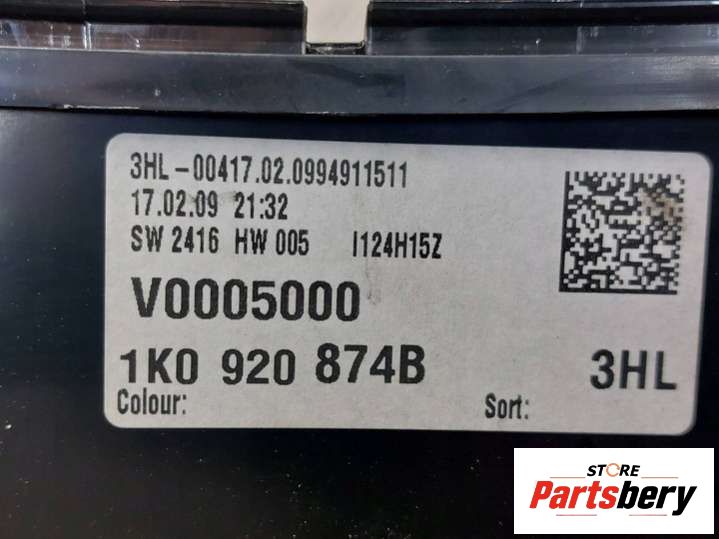 3HL-00417.02.0994911511
17.02.09 21:32
SW 2416 HW 005 I124H15Z
V0005000
1K0 920 874B 3HL
Colour: Sort:
STORE
Partsbery